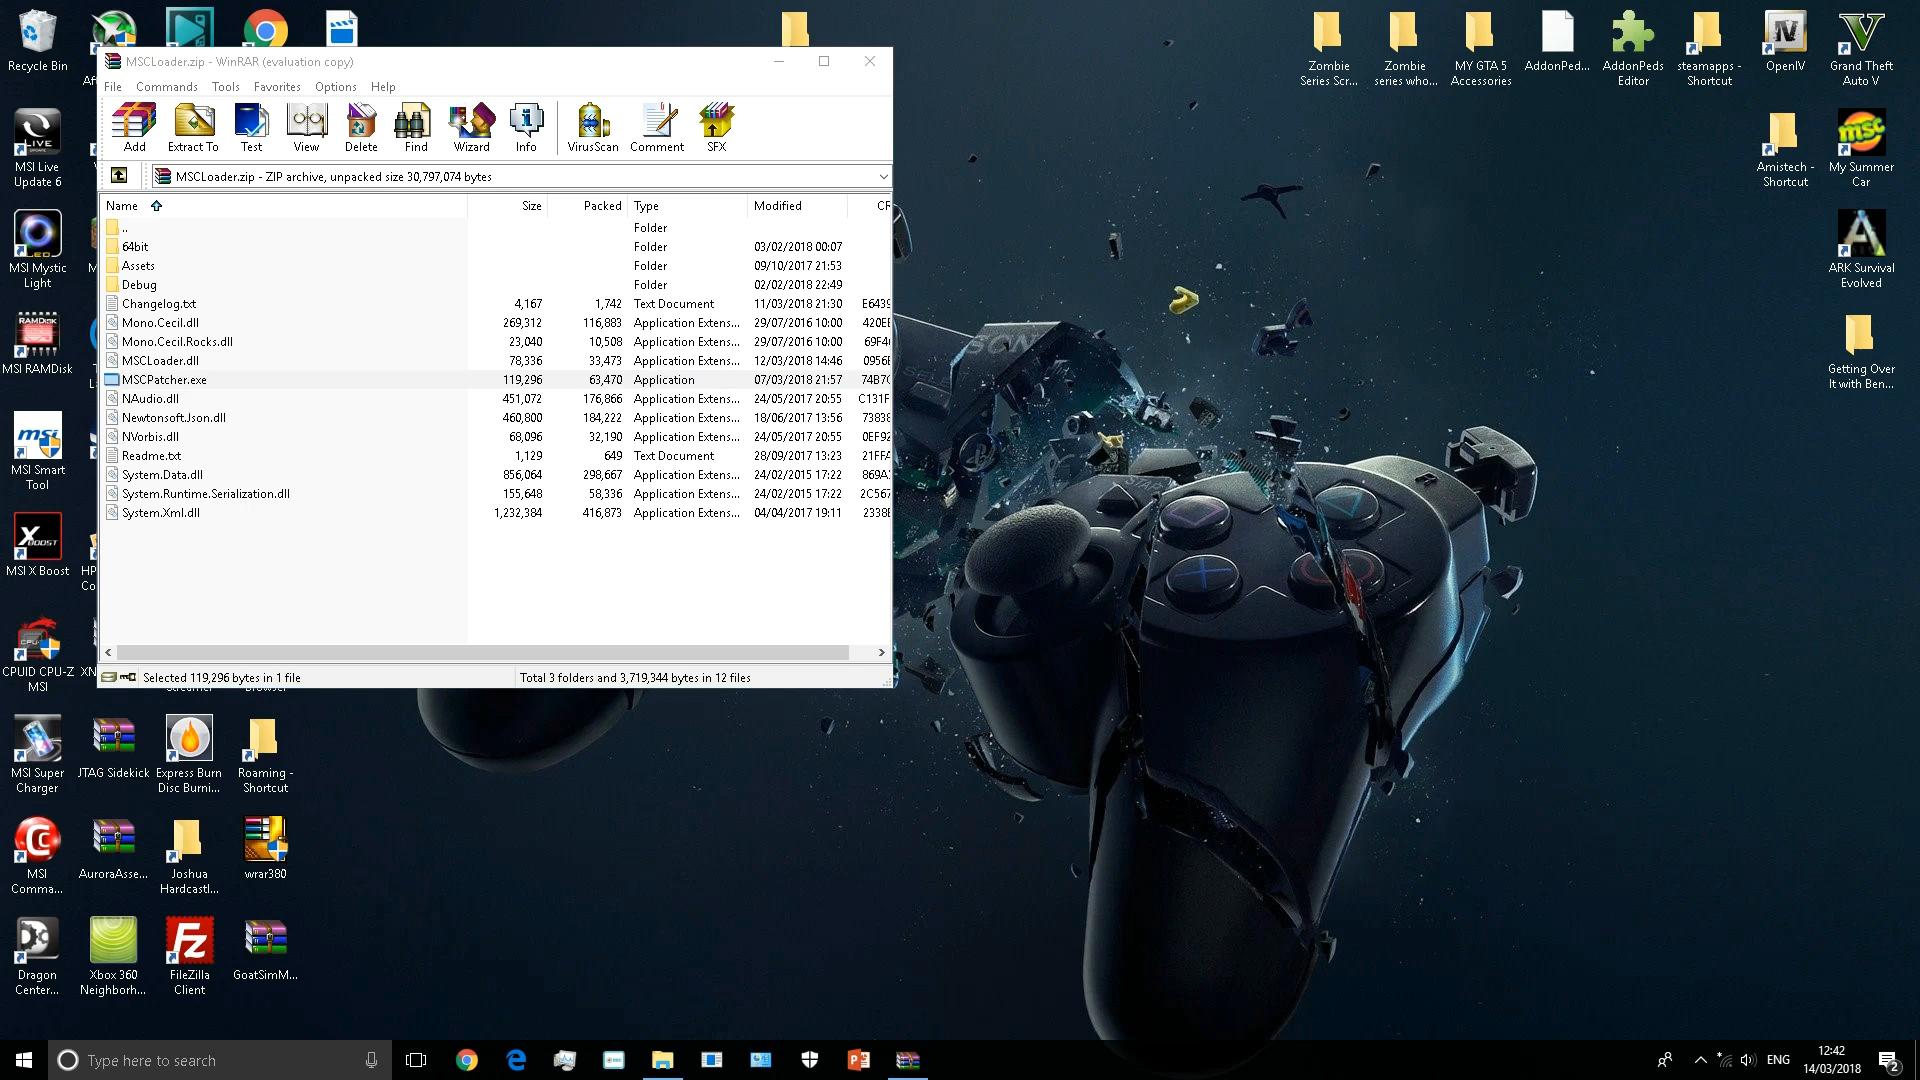 MSCLoader.zip - WinRAR (evaluation copy)
File Commands Tools Favorites Options Help
Add Extract To Test View Delete Find Wizard Info VirusScan Comment SFX
MSCLoader.zip - ZIP archive, unpacked size 30,797,074 bytes
Name Size Packed Type Modified CR
.. Folder
64bit Folder 03/02/2018 00:07
Assets Folder 09/10/2017 21:53
Debug Folder 02/02/2018 22:49
Changelog.txt 4,167 1,742 Text Document 11/03/2018 21:30 E6439
Mono.Cecil.dll 269,312 116,883 Application Extens... 29/07/2016 10:00 420EE
Mono.Cecil.Rocks.dll 23,040 10,508 Application Extens... 29/07/2016 10:00 69F4
MSCLoader.dll 78,336 33,473 Application Extens... 12/03/2018 14:46 0956
MSCPatcher.exe 119,296 63,470 Application 07/03/2018 21:57 74B7
NAudio.dll 451,072 176,866 Application Extens... 24/05/2017 20:55 C131F
Newtonsoft.Json.dll 460,800 184,222 Application Extens... 18/06/2017 13:56 7383
NVorbis.dll 68,096 32,190 Application Extens... 24/05/2017 20:55 0EF92
Readme.txt 1,129 649 Text Document 28/09/2017 13:23 21FFA
System.Data.dll 856,064 298,667 Application Extens... 24/02/2015 17:22 869A
System.Runtime.Serialization.dll 155,648 58,336 Application Extens... 24/02/2015 17:22 2C567
System.Xml.dll 1,232,384 416,873 Application Extens... 04/04/2017 19:11 2338
Selected 119,296 bytes in 1 file
Total 3 folders and 3,719,344 bytes in 12 files
Recycle Bin
MSI Live
Update 6
MSI Mystic
Light
MSI RAMDisk
MSI Smart
Tool
MSI X Boost
CPUID CPU-Z
MSI
MSI Super
Charger
JTAG Sidekick
Express Burn
Disc Burni...
Roaming -
Shortcut
MSI
Comma...
AuroraAsse...
Joshua
Hardcastl...
wrar380
Dragon
Center...
Xbox 360
Neighborh...
FileZilla
Client
GoatSimM...
Zombie
Series Scr...
Zombie
series who...
MY GTA 5
Accessories
AddonPed...
AddonPeds
Editor
steamapps -
Shortcut
OpenIV
Grand Theft
Auto V
Amistech -
Shortcut
My Summer
Car
ARK Survival
Evolved
Getting Over
It with Ben...
SONY
SELECT
START
Type here to search
ENG
12:42
14/03/2018
2